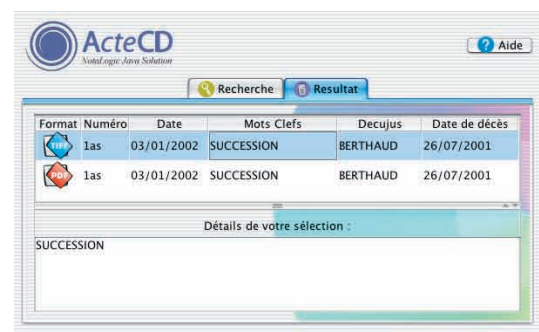 ActeCD
NotaLogic Java Solution
Aide
Recherche Resultat
Format Numéro Date Mots Clefs Decujus Date de décès
TIFF 1as 03/01/2002 SUCCESSION BERTHAUD 26/07/2001
PDF 1as 03/01/2002 SUCCESSION BERTHAUD 26/07/2001
Détails de votre sélection :
SUCCESSION